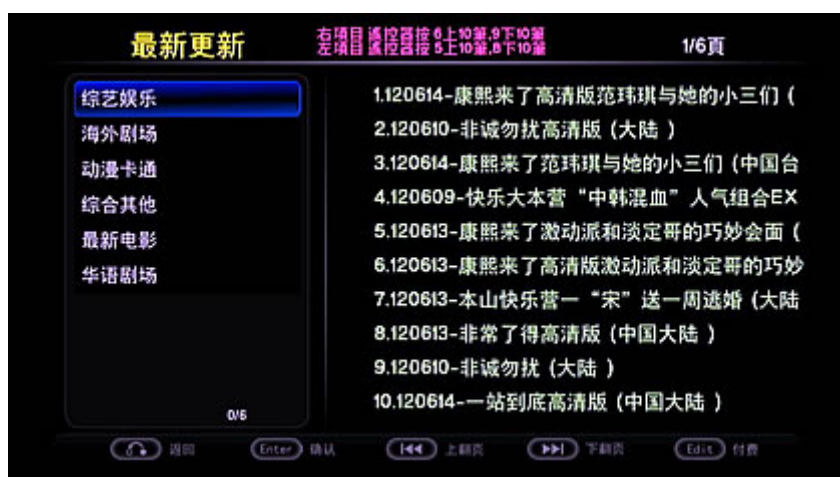 最新更新
右項目 遙控器按 6上10筆,9下10筆
左項目 遙控器按 5上10筆,8下10筆
1/6頁
综艺娱乐
海外剧场
动漫卡通
综合其他
最新电影
华语剧场
0/6
1.120614-康熙来了高清版范玮琪与她的小三们 (
2.120610-非诚勿扰高清版 (大陆 )
3.120614-康熙来了范玮琪与她的小三们 (中国台
4.120609-快乐大本营“中韩混血”人气组合EX
5.120613-康熙来了激动派和淡定哥的巧妙会面 (
6.120613-康熙来了高清版激动派和淡定哥的巧妙
7.120613-本山快乐营一“宋”送一周逃婚 (大陆
8.120613-非常了得高清版 (中国大陆 )
9.120610-非诚勿扰 (大陆 )
10.120614-一站到底高清版 (中国大陆 )
返回 Enter 确认 上翻页 下翻页 Edit 付费